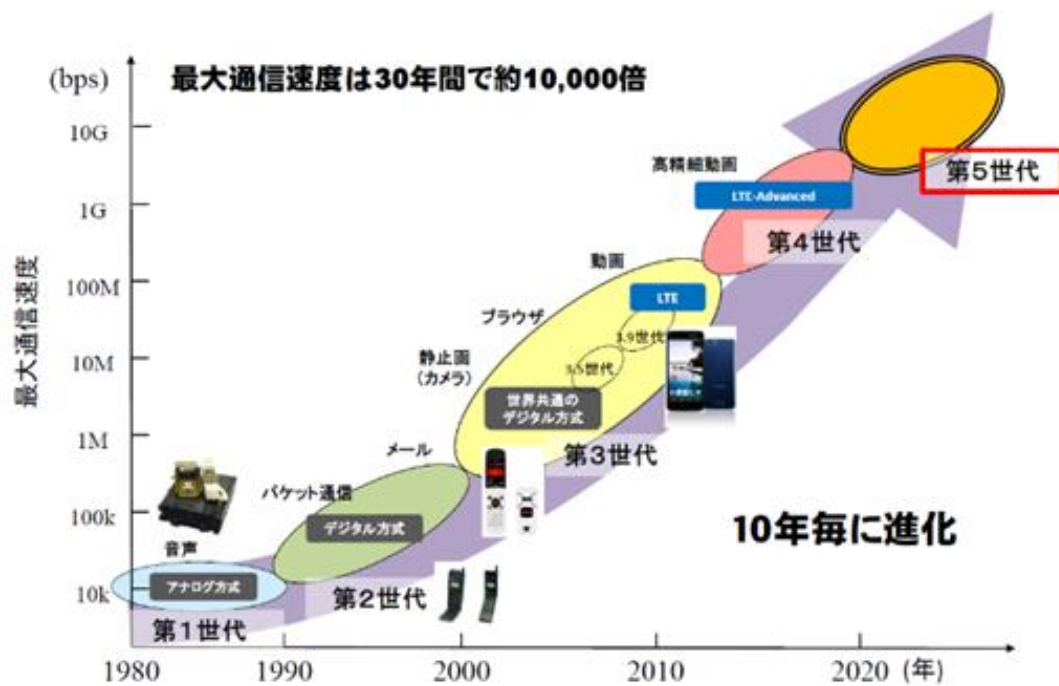 (bps)
最大通信速度は30年間で約10,000倍
10G
1G
100M
10M
1M
100k
10k
最大通信速度
高精細動画
LTE-Advanced
第5世代
第4世代
動画
LTE
ブラウザ
3.9世代
静止画
(カメラ)
3.5世代
世界共通の
デジタル方式
第3世代
メール
パケット通信
デジタル方式
10年毎に進化
音声
アナログ方式
第2世代
第1世代
1980
1990
2000
2010
2020
(年)